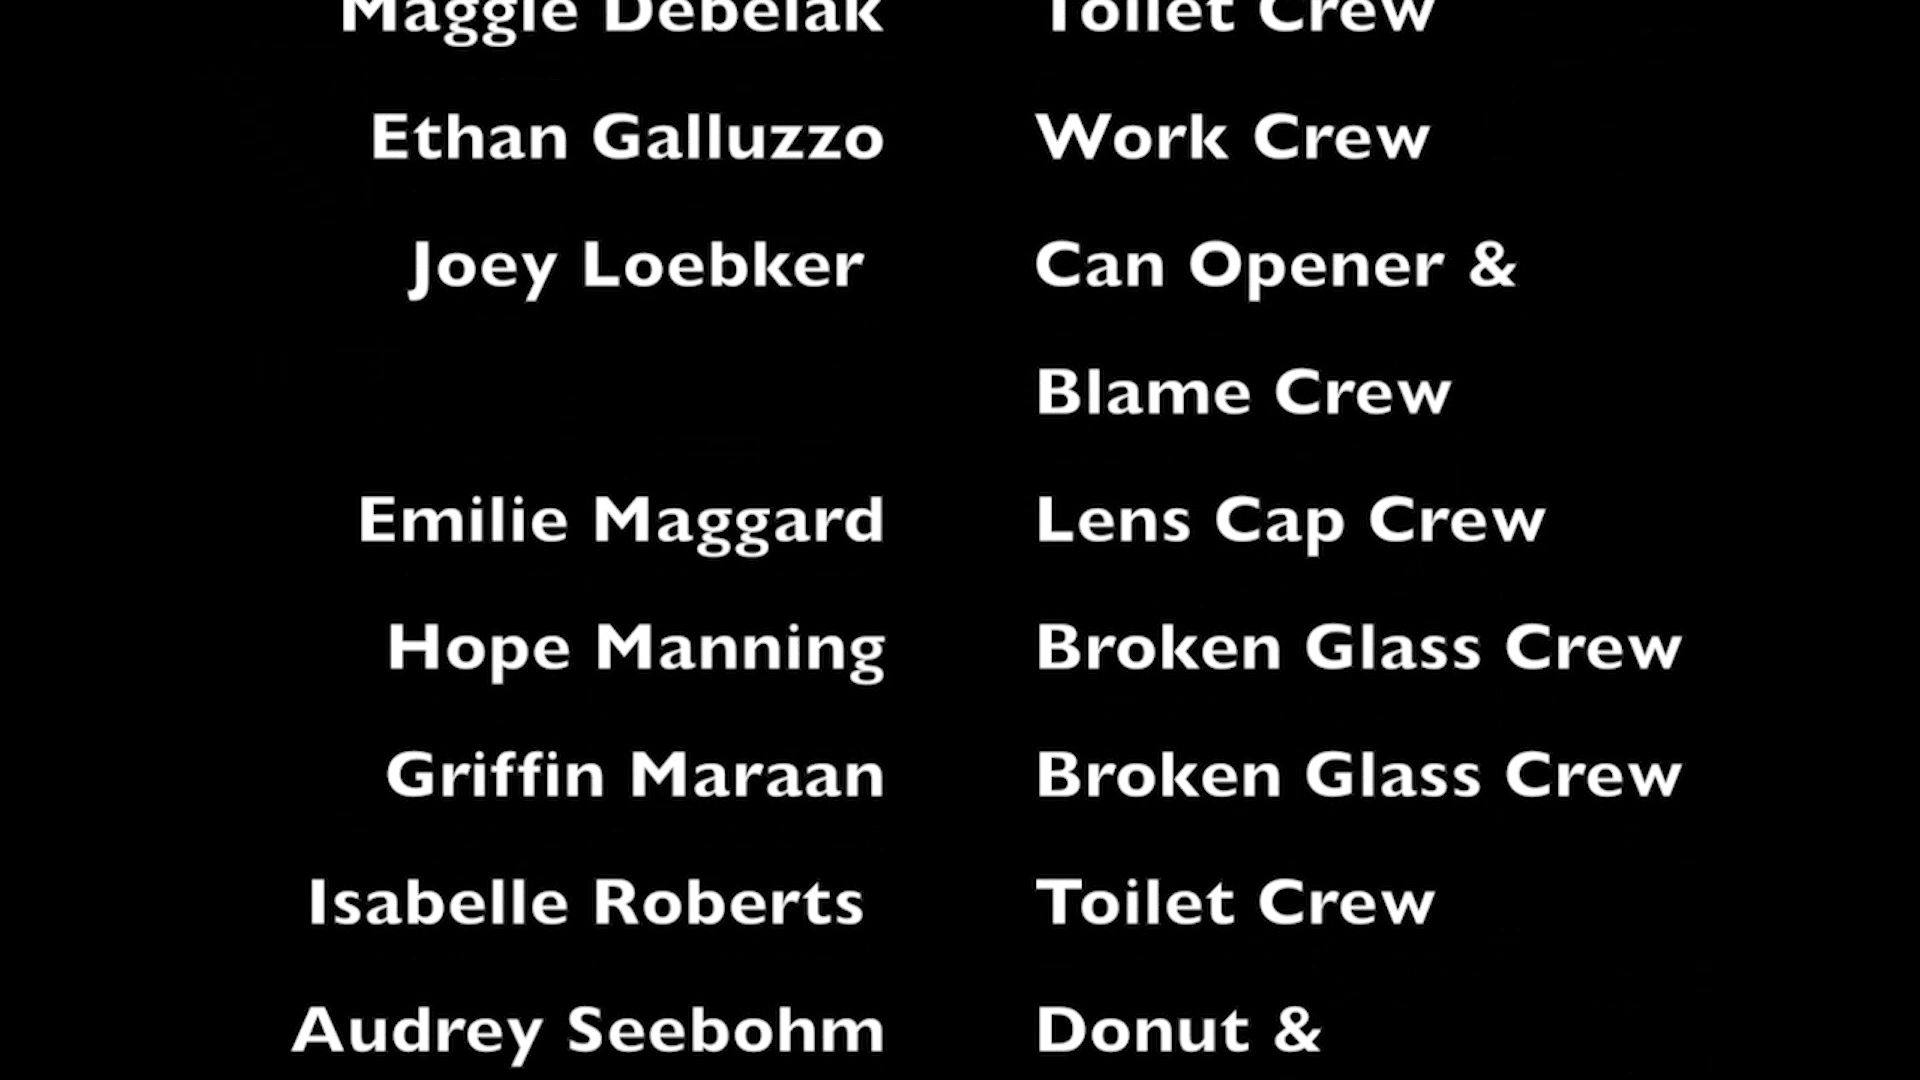 Maggie Debelak Toilet Crew
Ethan Galluzzo Work Crew
Joey Loebker Can Opener &
Blame Crew
Emilie Maggard Lens Cap Crew
Hope Manning Broken Glass Crew
Griffin Maraan Broken Glass Crew
Isabelle Roberts Toilet Crew
Audrey Seebohm Donut &